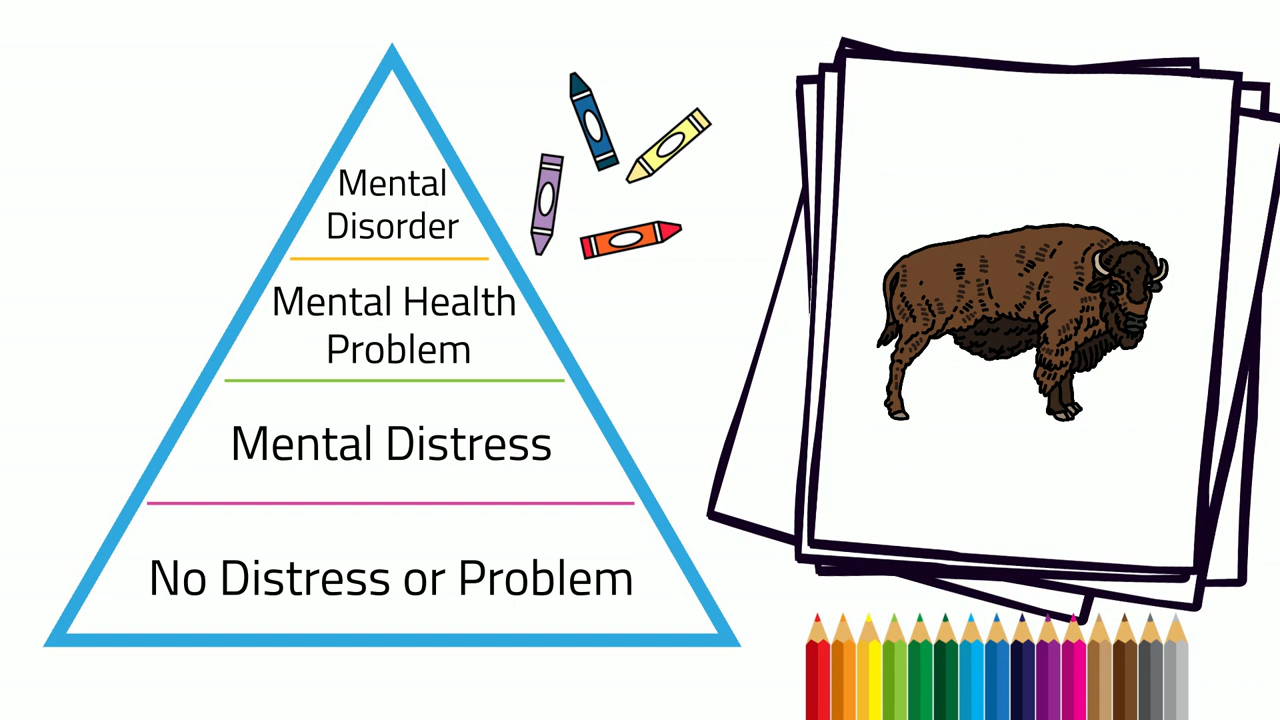 Mental
Disorder
Mental Health
Problem
Mental Distress
No Distress or Problem